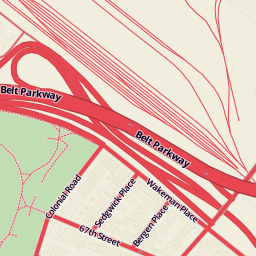 Belt Parkway
Belt Parkway
Colonial Road
Sedgwick Place
Wakeman Place
Bergen Place
67th Street